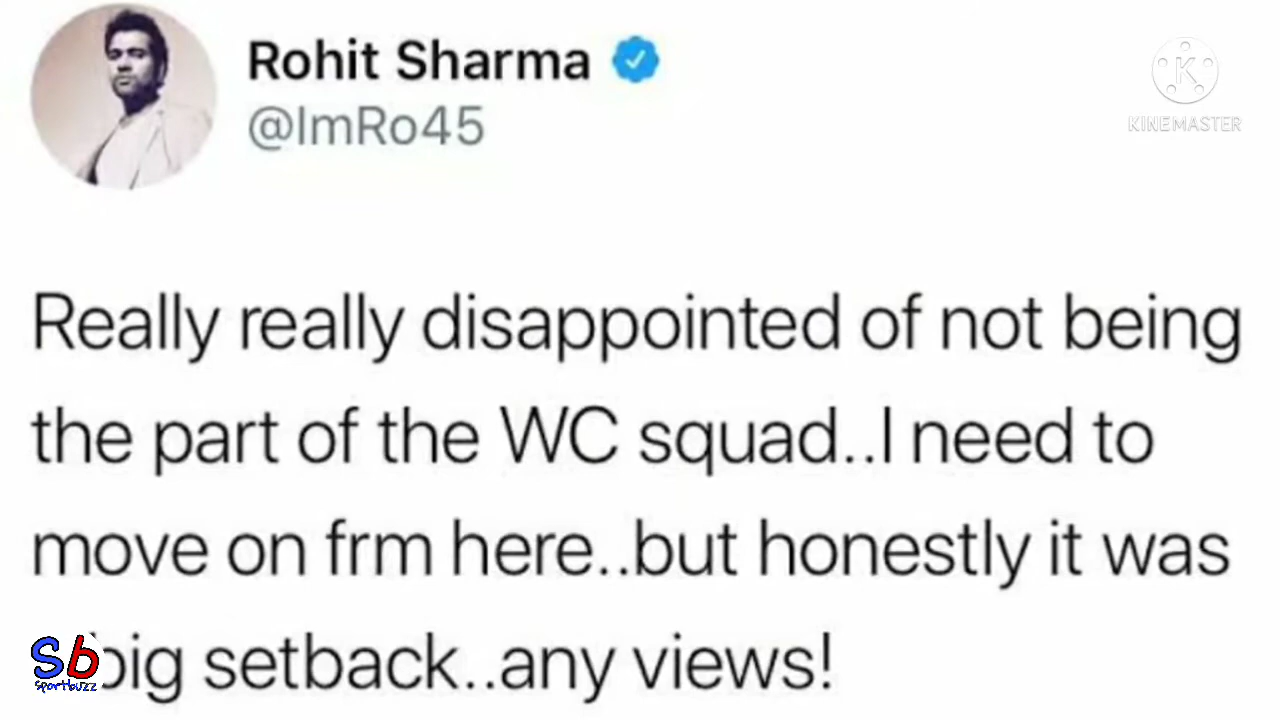 Rohit Sharma
@ImRo45
K
KINEMASTER
Really really disappointed of not being
the part of the WC squad..I need to
move on frm here..but honestly it was
big setback..any views!
Sb
sportbuzz